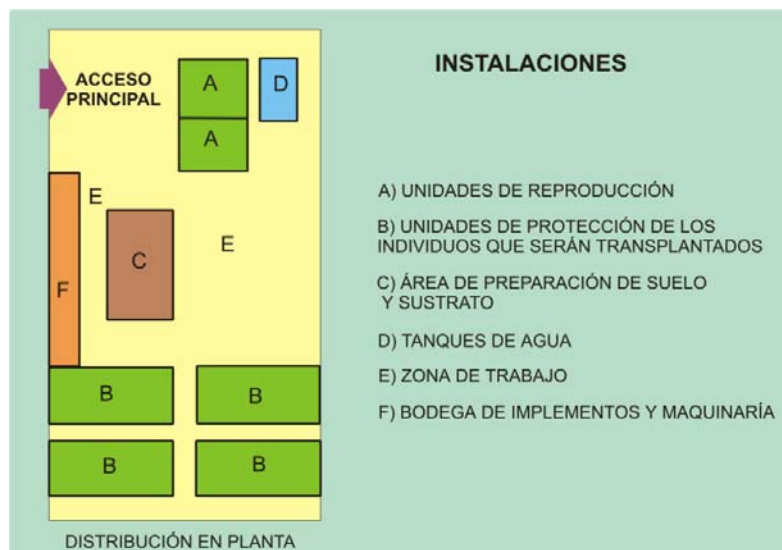 ACCESO
PRINCIPAL
A
D
A
E
E
C
F
B
B
B
B
DISTRIBUCIÓN EN PLANTA
INSTALACIONES
A) UNIDADES DE REPRODUCCIÓN
B) UNIDADES DE PROTECCIÓN DE LOS
INDIVIDUOS QUE SERÁN TRANSPLANTADOS
C) ÁREA DE PREPARACIÓN DE SUELO
Y SUSTRATO
D) TANQUES DE AGUA
E) ZONA DE TRABAJO
F) BODEGA DE IMPLEMENTOS Y MAQUINARÍA